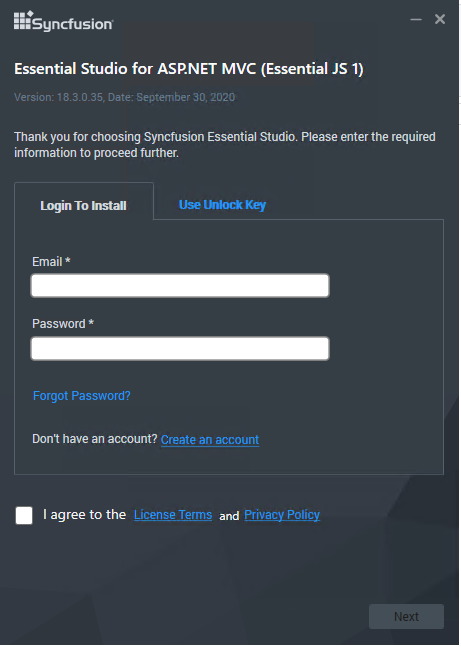 Syncfusion
Essential Studio for ASP.NET MVC (Essential JS 1)
Version: 18.3.0.35, Date: September 30, 2020
Thank you for choosing Syncfusion Essential Studio. Please enter the required
information to proceed further.
Login To Install
Use Unlock Key
Email *
Password *
Forgot Password?
Don't have an account? Create an account
I agree to the License Terms and Privacy Policy
Next